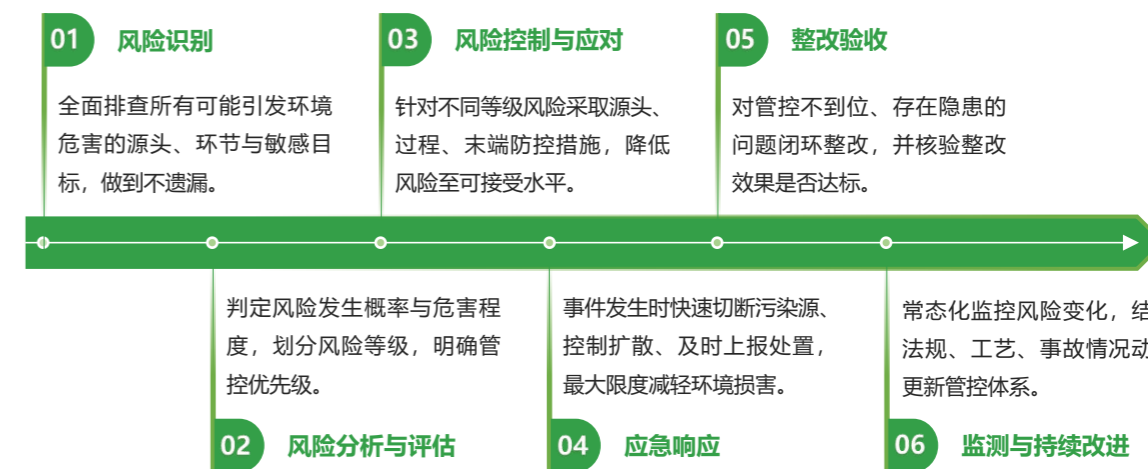 01 风险识别
全面排查所有可能引发环境
危害的源头、环节与敏感目
标，做到不遗漏。
03 风险控制与应对
针对不同等级风险采取源头、
过程、末端防控措施，降低
风险至可接受水平。
05 整改验收
对管控不到位、存在隐患的
问题闭环整改，并核验整改
效果是否达标。
判定风险发生概率与危害程
度，划分风险等级，明确管
控优先级。
02 风险分析与评估
事件发生时快速切断污染源、
控制扩散、及时上报处置，
最大限度减轻环境损害。
04 应急响应
常态化监控风险变化，结
法规、工艺、事故情况动
更新管控体系。
06 监测与持续改进